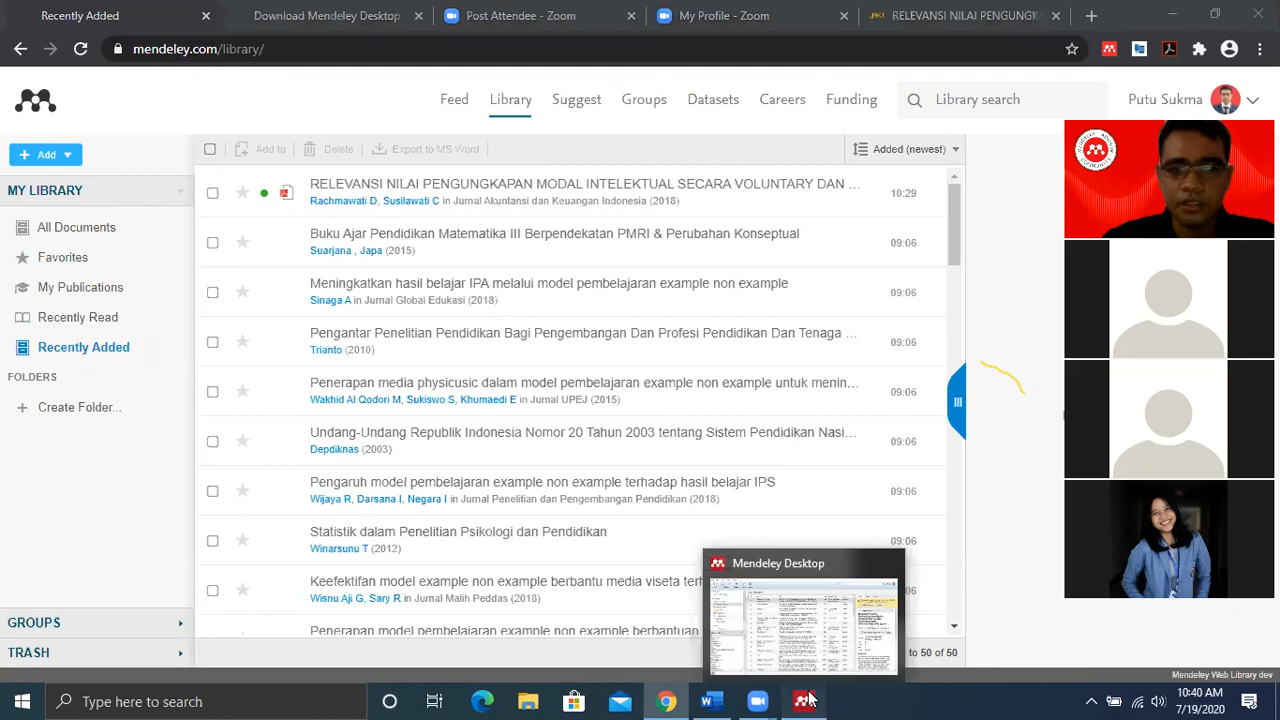 Recently Added
Download Mendeley Desktop
Post Attendee - Zoom
My Profile - Zoom
RELEVANSI NILAI PENGUNGKA
mendeley.com/library/
Feed
Library
Suggest
Groups
Datasets
Careers
Funding
Library search
Putu Sukma
Add
Add to
Delete
Export to MS Word
Added (newest)
MY LIBRARY
All Documents
Favorites
My Publications
Recently Read
Recently Added
FOLDERS
Create Folder...
GROUPS
TRASH
RELEVANSI NILAI PENGUNGKAPAN MODAL INTELEKTUAL SECARA VOLUNTARY DAN ...
Rachmawati D, Susilawati C in Jurnal Akuntansi dan Keuangan Indonesia (2018)
10:29
Buku Ajar Pendidikan Matematika III Berpendekatan PMRI & Perubahan Konseptual
Suarjana , Japa (2015)
09:06
Meningkatkan hasil belajar IPA melalui model pembelajaran example non example
Sinaga A in Jurnal Global Edukasi (2018)
09:06
Pengantar Penelitian Pendidikan Bagi Pengembangan Dan Profesi Pendidikan Dan Tenaga ...
Trianto (2010)
09:06
Penerapan media physicusic dalam model pembelajaran example non example untuk menin...
Wakhid Al Qodori M, Sukiswo S, Khumaedi E in Jurnal UPEJ (2015)
09:06
Undang-Undang Republik Indonesia Nomor 20 Tahun 2003 tentang Sistem Pendidikan Nasi...
Depdiknas (2003)
09:06
Pengaruh model pembelajaran example non example terhadap hasil belajar IPS
Wijaya R, Darsana I, Negara I in Jurnal Penelitian dan Pengembangan Pendidikan (2018)
09:06
Statistik dalam Penelitian Psikologi dan Pendidikan
Winarsunu T (2012)
09:06
Keefektifan model example non example berbantu media viseta
Wisnu Aji G, Sary R in Jurnal Malih Peddas (2018)
Penerapan model pembelajaran example non example berbantuan
Mendeley Desktop
to 50 of 50
Mendeley Web Library dev
Type here to search
10:40 AM
7/19/2020